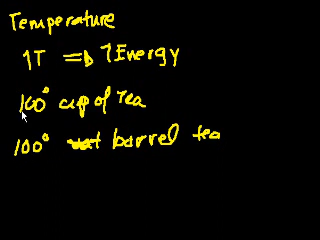 Temperature
↑T ⇒ ↑Energy
100° cup of Tea
100° barrel tea